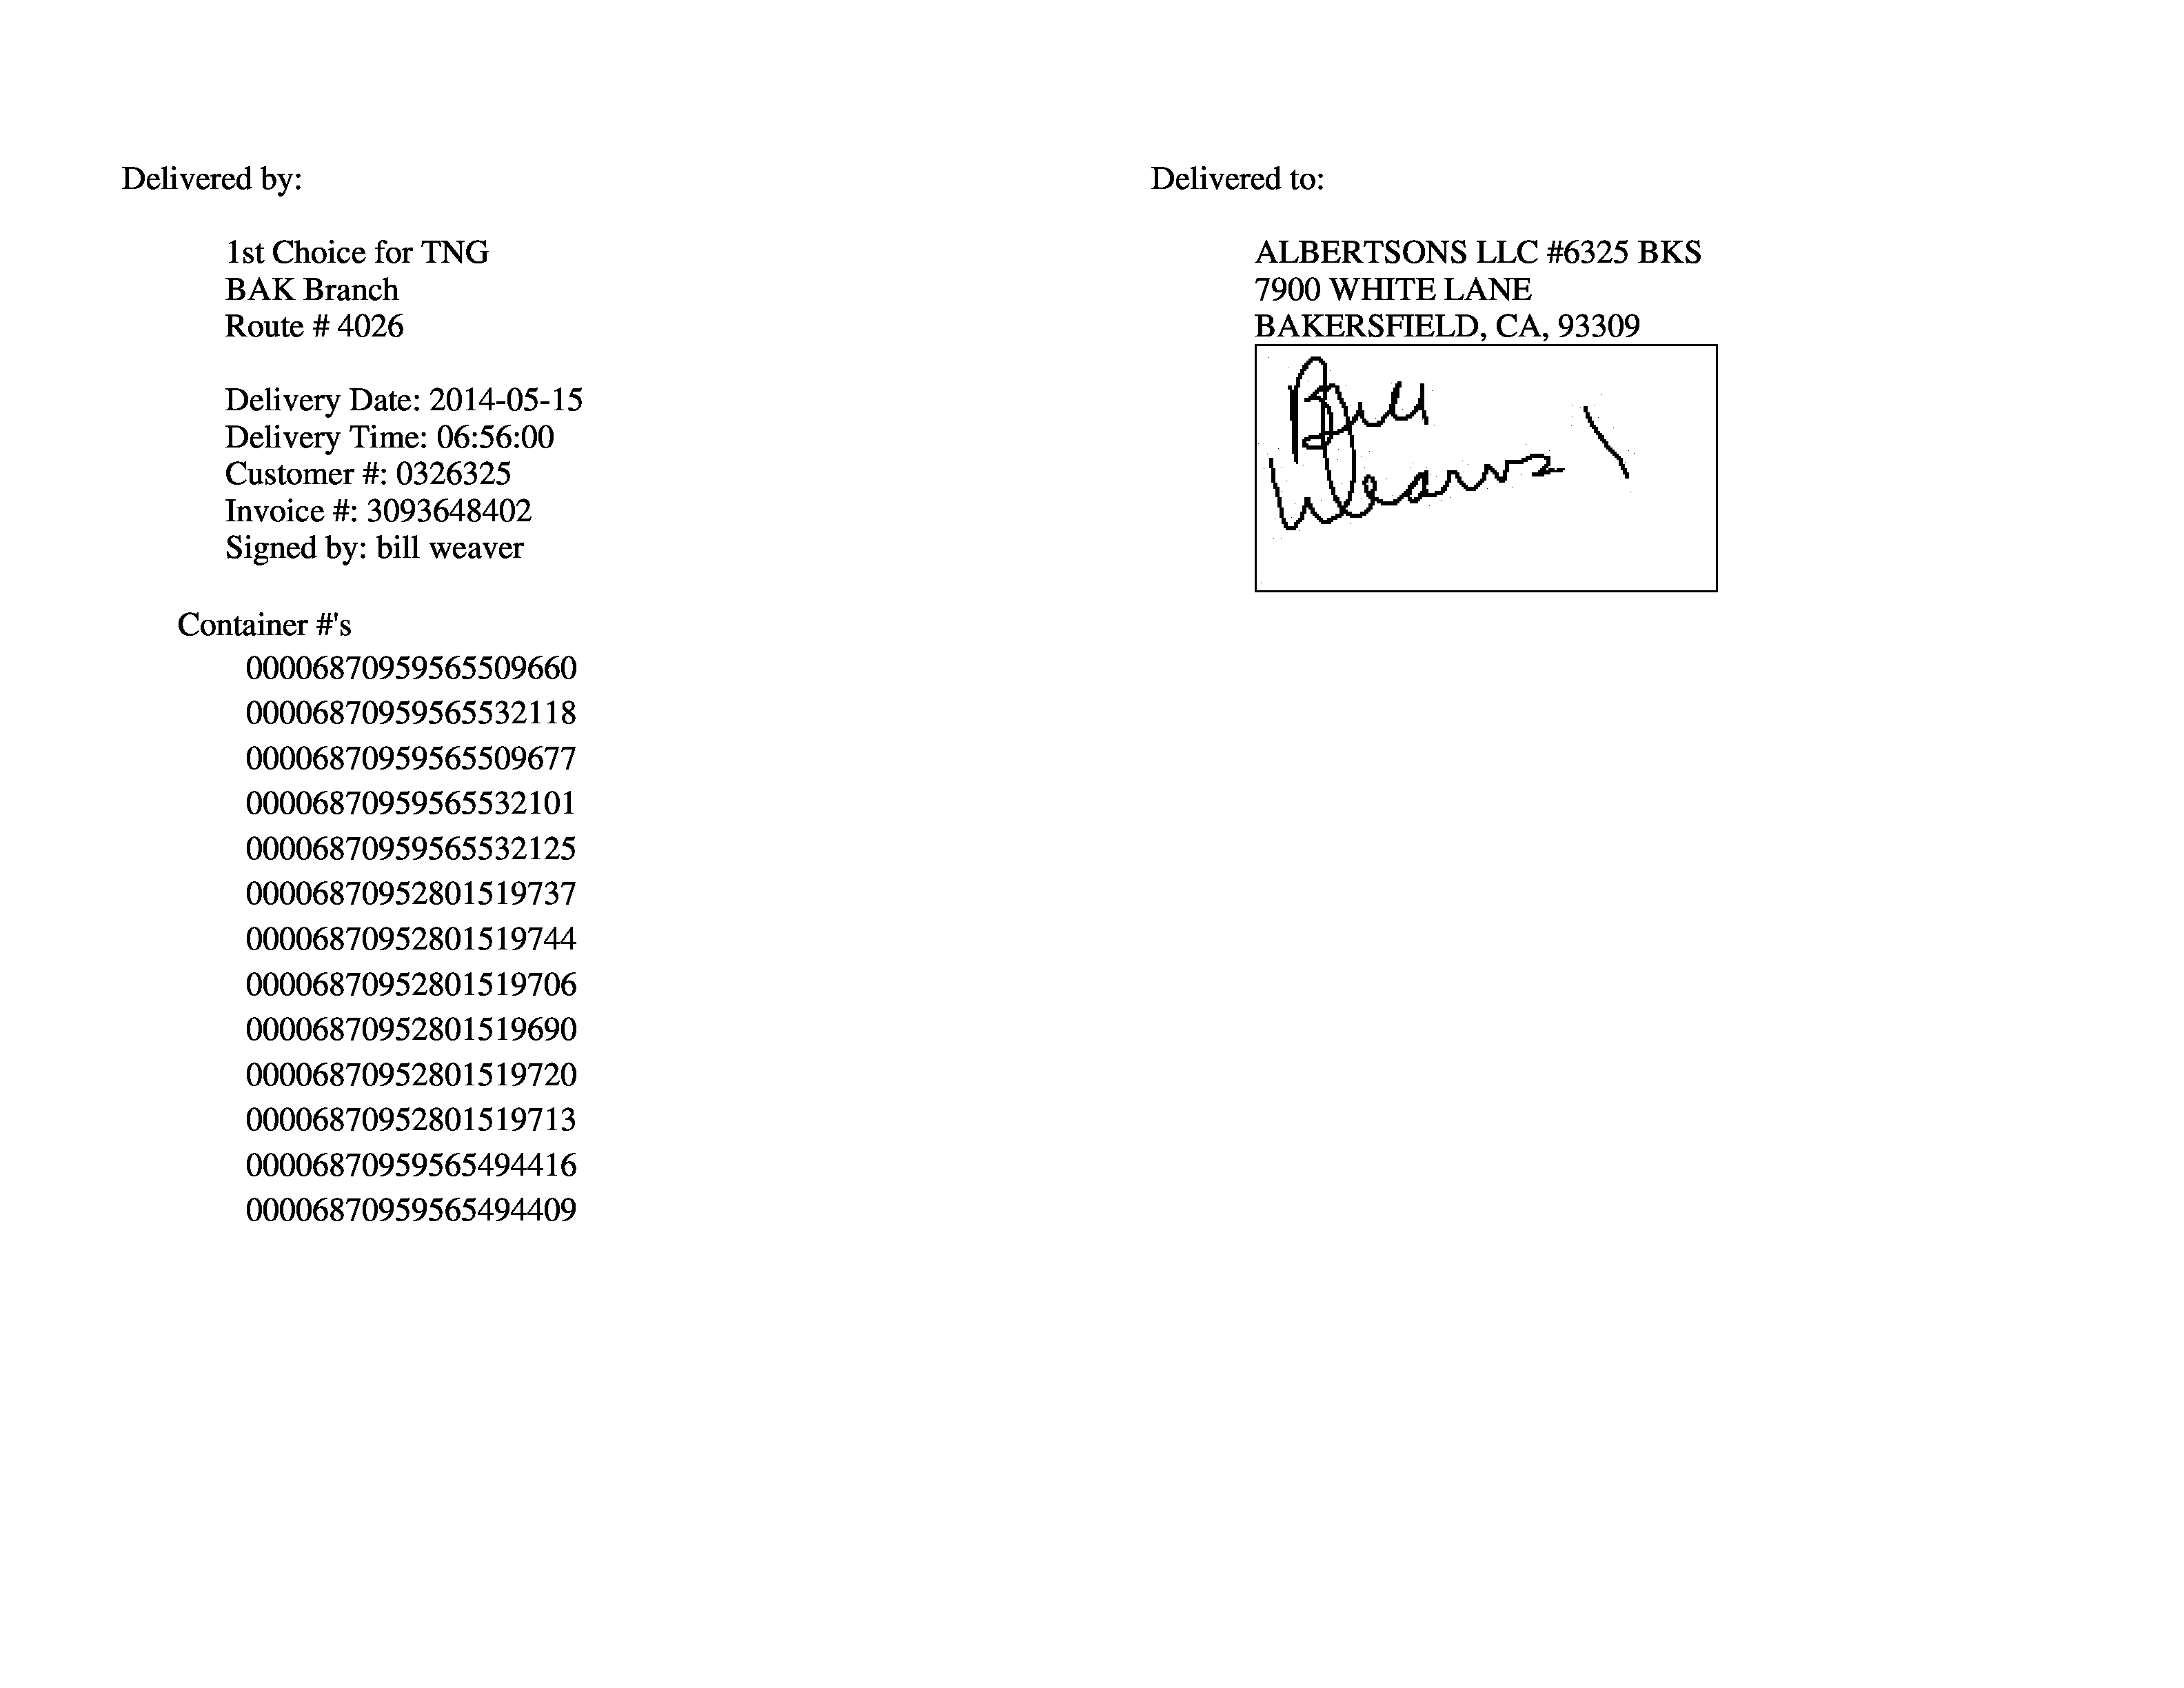 Delivered by:
1st Choice for TNG
BAK Branch
Route # 4026
Delivery Date: 2014-05-15
Delivery Time: 06:56:00
Customer #: 0326325
Invoice #: 3093648402
Signed by: bill weaver
Container #'s
00006870959565509660
00006870959565532118
00006870959565509677
00006870959565532101
00006870959565532125
00006870952801519737
00006870952801519744
00006870952801519706
00006870952801519690
00006870952801519720
00006870952801519713
00006870959565494416
00006870959565494409
Delivered to:
ALBERTSONS LLC #6325 BKS
7900 WHITE LANE
BAKERSFIELD, CA, 93309
Bill
Weaver